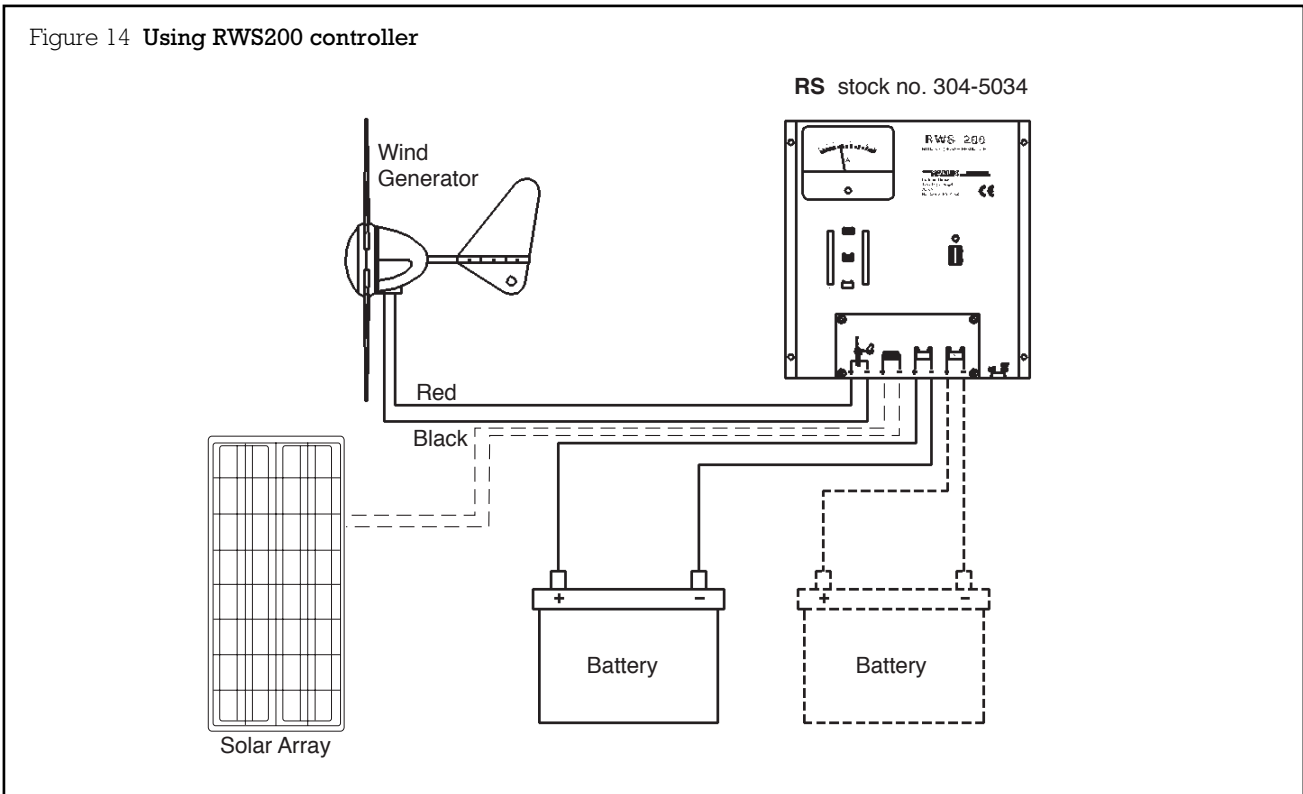 Figure 14 Using RWS200 controller
RS stock no. 304-5034
Wind
Generator
RWS 200
A
CE
Red
Black
+ - + - + - + -
+ -
Battery
+ -
Battery
Solar Array